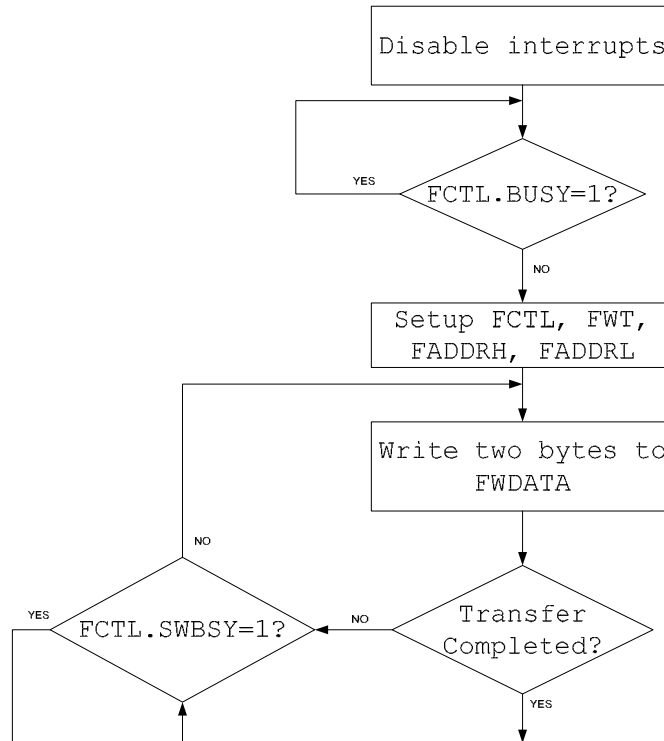 Disable interrupts
YES
FCTL.BUSY=1?
NO
Setup FCTL, FWT,
FADDRH, FADDRL
Write two bytes to
FWDATA
NO
YES
FCTL.SWBSY=1?
NO
Transfer
Completed?
YES